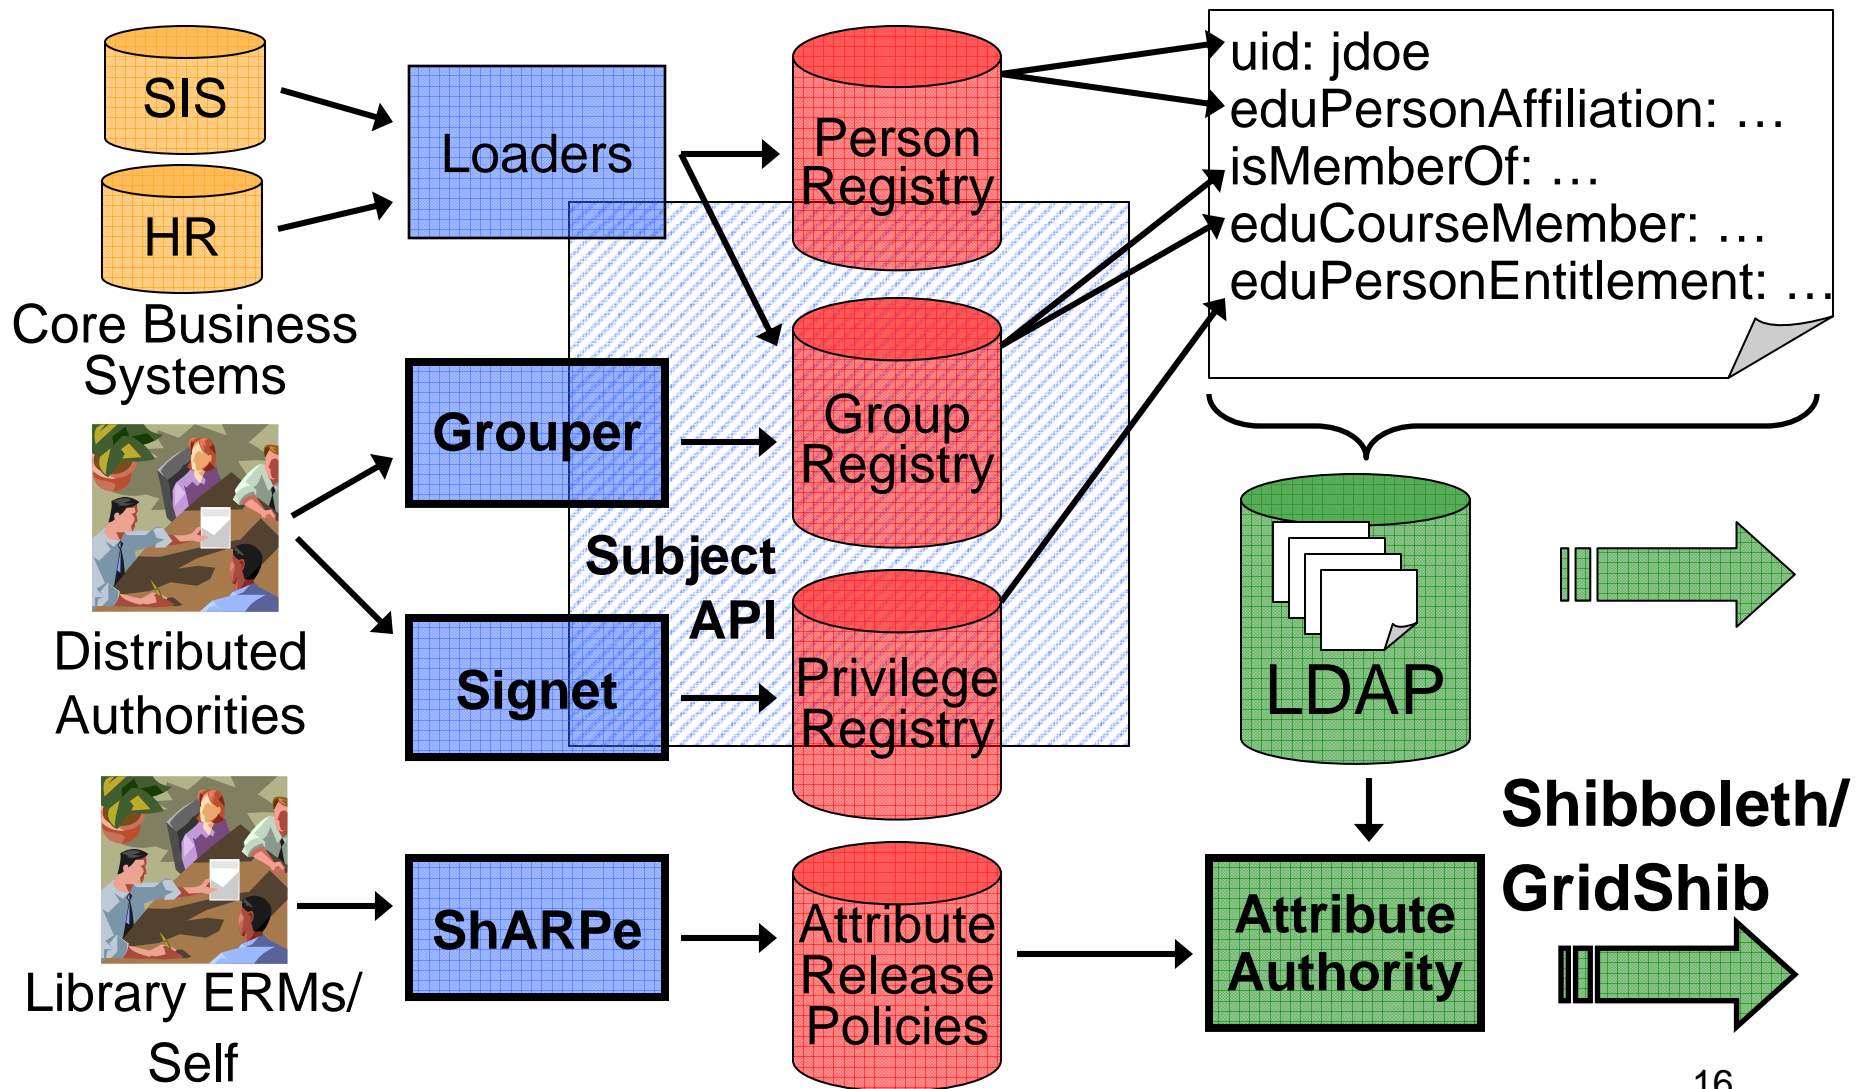 SIS
HR
Core Business
Systems
Distributed
Authorities
Library ERMs/
Self
Loaders
Grouper
Signet
ShARPe
Subject
API
Person
Registry
Group
Registry
Privilege
Registry
Attribute
Release
Policies
uid: jdoe
eduPersonAffiliation: …
isMemberOf: …
eduCourseMember: …
eduPersonEntitlement: …
LDAP
Attribute
Authority
Shibboleth/
GridShib
16